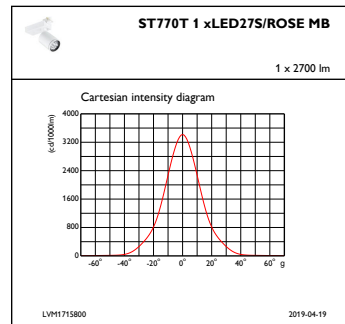 ST770T 1 xLED27S/ROSE MB
1 x 2700 lm
Cartesian intensity diagram
(cd/1000lm)
4000
3200
2400
1600
800
0
-60° -40° -20° 0° 20° 40° 60° g
LVM1715800 2019-04-19